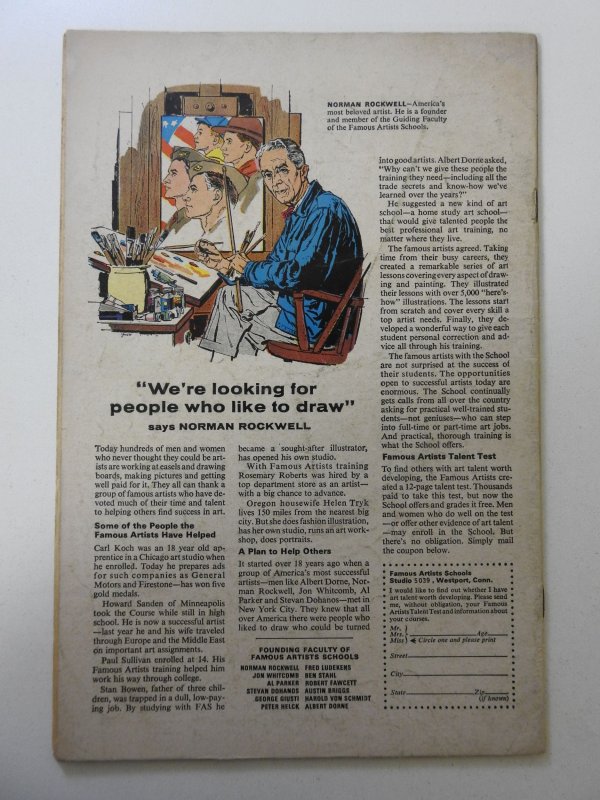 NORMAN ROCKWELL—America's
most beloved artist. He is a founder
and member of the Guiding Faculty
of the Famous Artists Schools.
"We're looking for
people who like to draw"
says NORMAN ROCKWELL
Today hundreds of men and women
who never thought they could be art-
ists are working at easels and drawing
boards, making pictures and getting
well paid for it. They all can thank a
group of famous artists who have de-
voted much of their time and talent
to helping others find success in art.
Some of the People the
Famous Artists Have Helped
Carl Koch was an 18 year old ap-
prentice in a Chicago art studio when
he enrolled. Today he prepares ads
for such companies as General
Motors and Firestone—has won five
gold medals.
Howard Sanden of Minneapolis
took the Course while still in high
school. He is now a successful artist
—last year he and his wife traveled
through Europe and the Middle East
on important art assignments.
Paul Sullivan enrolled at 14. His
Famous Artists training helped him
work his way through college.
Stan Bowen, father of three chil-
dren, was trapped in a dull, low-pay-
ing job. By studying with FAS he
became a sought-after illustrator,
has opened his own studio.
With Famous Artists training
Rosemary Roberts was hired by a
top department store as an artist—
with a big chance to advance.
Oregon housewife Helen Tryk
lives 150 miles from the nearest big
city. But she does fashion illustration,
has her own studio, runs an art work-
shop, does portraits.
A Plan to Help Others
It started over 18 years ago when a
group of America's most successful
artists—men like Albert Dorne, Nor-
man Rockwell, Jon Whitcomb, Al
Parker and Stevan Dohanos—met in
New York City. They knew that all
over America there were people who
liked to draw who could be turned
FOUNDING FACULTY OF
FAMOUS ARTISTS SCHOOLS
NORMAN ROCKWELL FRED LUDEKENS
JON WHITCOMB BEN STAHL
AL PARKER ROBERT FAWCETT
STEVAN DOHANOS AUSTIN BRIGGS
GEORGE GIUSTI HAROLD VON SCHMIDT
PETER HELCK ALBERT DORNE
into good artists. Albert Dorne asked,
"Why can't we give these people the
training they need—including all the
trade secrets and know-how we've
learned over the years?"
He suggested a new kind of art
school—a home study art school—
that would give talented people the
best professional art training, no
matter where they live.
The famous artists agreed. Taking
time from their busy careers, they
created a remarkable series of art
lessons covering every aspect of draw-
ing and painting. They illustrated
their lessons with over 5,000 "here's-
how" illustrations. The lessons start
from scratch and cover every skill a
top artist needs. Finally, they de-
veloped a wonderful way to give each
student personal correction and ad-
vice all through his training.
The famous artists with the School
are not surprised at the success of
their students. The opportunities
open to successful artists today are
enormous. The School continually
gets calls from all over the country
asking for practical well-trained stu-
dents—not geniuses—who can step
into full-time or part-time art jobs.
And practical, thorough training is
what the School offers.
Famous Artists Talent Test
To find others with art talent worth
developing, the Famous Artists cre-
ated a 12-page talent test. Thousands
paid to take this test, but now the
School offers and grades it free. Men
and women who do well on the test
—or offer other evidence of art talent
—may enroll in the School. But
there's no obligation. Simply mail
the coupon below.
Famous Artists Schools
Studio 5039, Westport, Conn.
I would like to find out whether I have
art talent worth developing. Please send
me, without obligation, your Famous
Artists Talent Test and information about
your courses.
Mr.
Mrs. Age
Miss Circle one and please print
Street
City
State Zip
(if known)